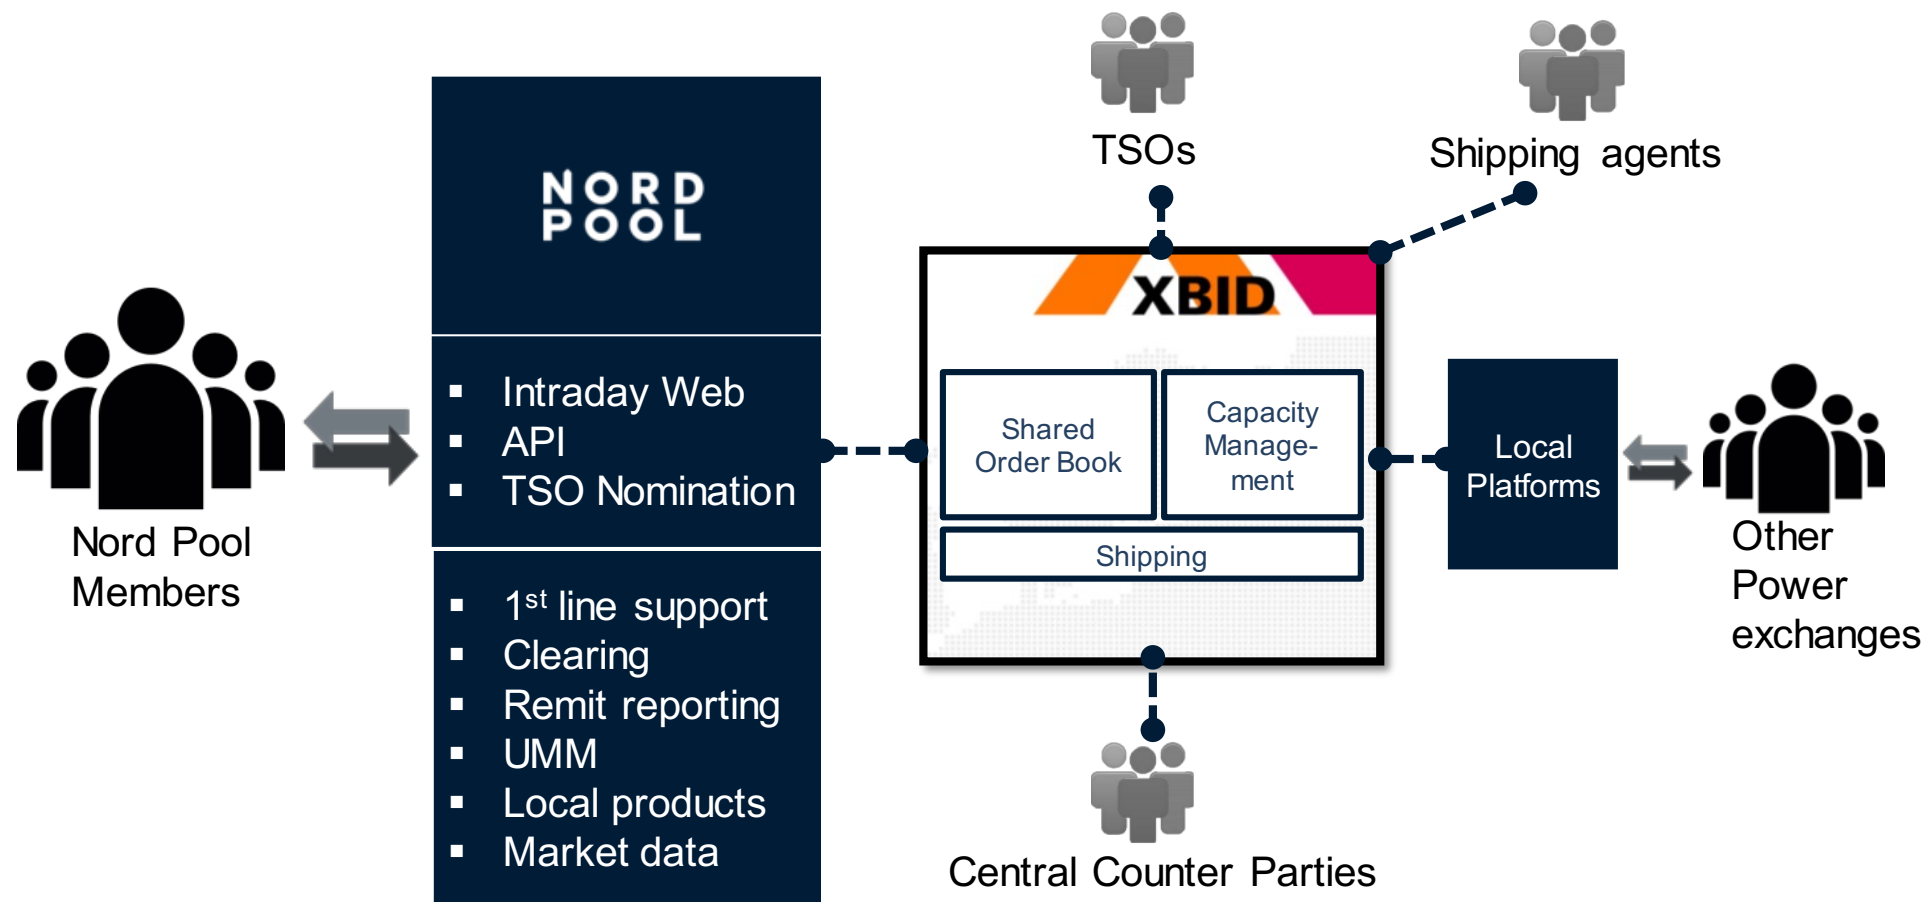 TSOs
Shipping agents
NORD
POOL
XBID
Intraday Web
API
TSO Nomination
Shared
Order Book
Capacity
Manage-
ment
Shipping
Local
Platforms
Nord Pool
Members
Other
Power
exchanges
1st line support
Clearing
Remit reporting
UMM
Local products
Market data
Central Counter Parties